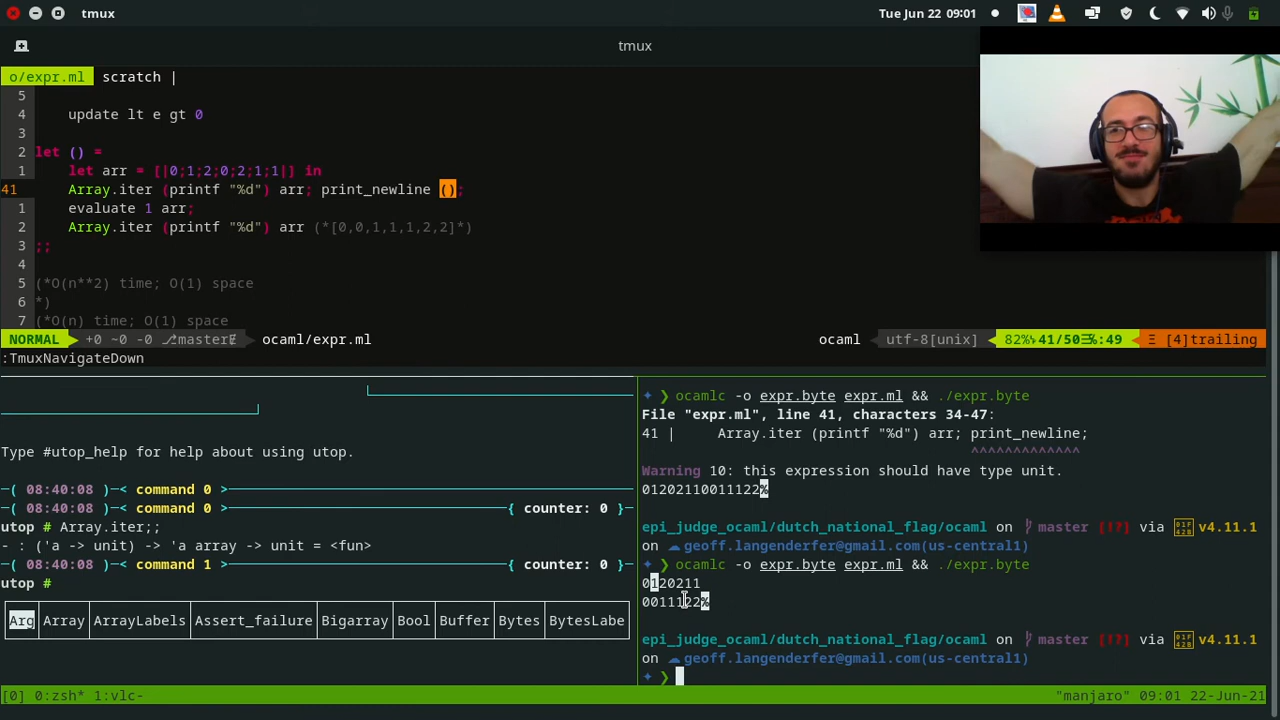 tmux
Tue Jun 22 09:01
tmux
o/expr.ml scratch |
5
4 update lt e gt 0
3
2 let () =
1 let arr = [|0;1;2;0;2;1;1|] in
41 Array.iter (printf "%d") arr; print_newline ();
1 evaluate 1 arr;
2 Array.iter (printf "%d") arr (*[0,0,1,1,1,2,2]*)
3 ;;
4
5 (*O(n**2) time; O(1) space
6 *)
7 (*O(n) time; O(1) space
NORMAL +0 ~0 -0 master ocaml/expr.ml ocaml utf-8[unix] 82% 41/50 :49 [4]trailing
:TmuxNavigateDown
Type #utop_help for help about using utop.
─( 08:40:08 )─< command 0 >─{ counter: 0 }─
─( 08:40:08 )─< command 0 >─{ counter: 0 }─
utop # Array.iter;;
- : ('a -> unit) -> 'a array -> unit = <fun>
─( 08:40:08 )─< command 1 >─{ counter: 0 }─
utop #
Arg Array ArrayLabels Assert_failure Bigarray Bool Buffer Bytes BytesLabe
❯ ocamlc -o expr.byte expr.ml && ./expr.byte
File "expr.ml", line 41, characters 34-47:
41 | Array.iter (printf "%d") arr; print_newline;
^^^^^^^^^^^^^
Warning 10: this expression should have type unit.
01202110011122%
epi_judge_ocaml/dutch_national_flag/ocaml on master [!?] via v4.11.1
on geoff.langenderfer@gmail.com(us-central1)
❯ ocamlc -o expr.byte expr.ml && ./expr.byte
0120211
0011122%
epi_judge_ocaml/dutch_national_flag/ocaml on master [!?] via v4.11.1
on geoff.langenderfer@gmail.com(us-central1)
❯
[0] 0:zsh* 1:vlc- "manjaro" 09:01 22-Jun-21